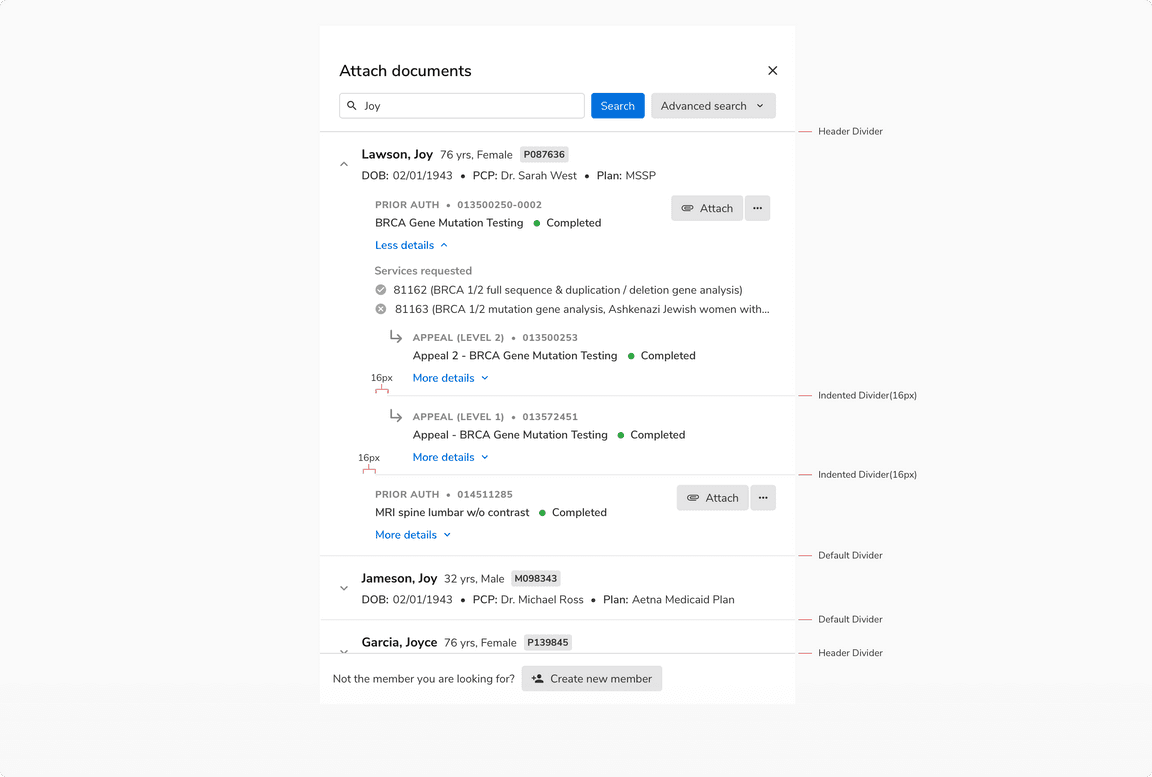 Attach documents
Joy Search Advanced search
Header Divider
Lawson, Joy 76 yrs, Female P087636
DOB: 02/01/1943 • PCP: Dr. Sarah West • Plan: MSSP
PRIOR AUTH • 013500250-0002 Attach
BRCA Gene Mutation Testing Completed
Less details
Services requested
81162 (BRCA 1/2 full sequence & duplication / deletion gene analysis)
81163 (BRCA 1/2 mutation gene analysis, Ashkenazi Jewish women with...
APPEAL (LEVEL 2) • 013500253
Appeal 2 - BRCA Gene Mutation Testing Completed
16px More details
Indented Divider(16px)
APPEAL (LEVEL 1) • 013572451
Appeal - BRCA Gene Mutation Testing Completed
16px More details
Indented Divider(16px)
PRIOR AUTH • 014511285 Attach
MRI spine lumbar w/o contrast Completed
More details
Default Divider
Jameson, Joy 32 yrs, Male M098343
DOB: 02/01/1943 • PCP: Dr. Michael Ross • Plan: Aetna Medicaid Plan
Default Divider
Garcia, Joyce 76 yrs, Female P139845
Header Divider
Not the member you are looking for? Create new member